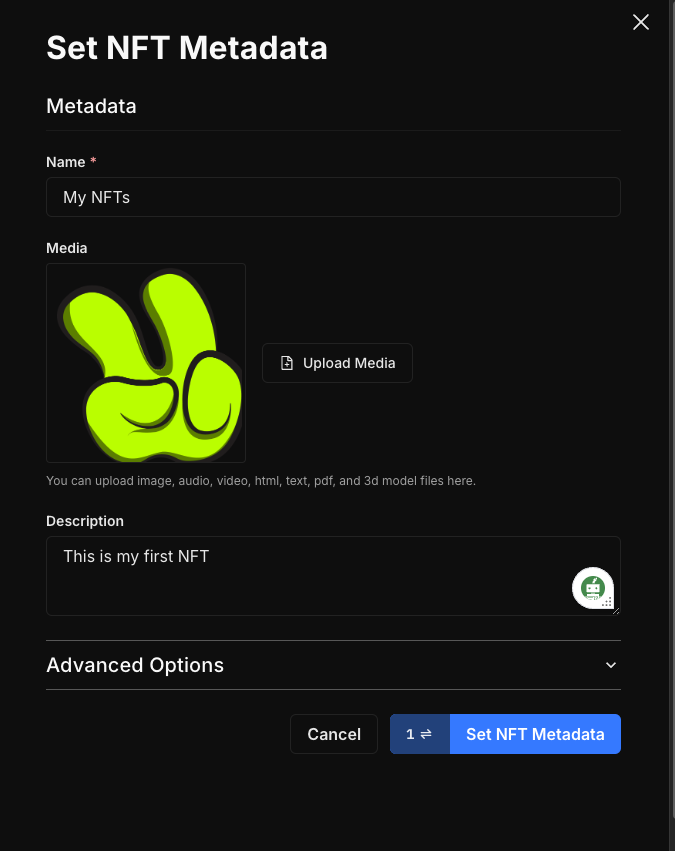 Set NFT Metadata
Metadata
Name *
My NFTs
Media
Upload Media
You can upload image, audio, video, html, text, pdf, and 3d model files here.
Description
This is my first NFT
Advanced Options
Cancel
1 ⇌
Set NFT Metadata